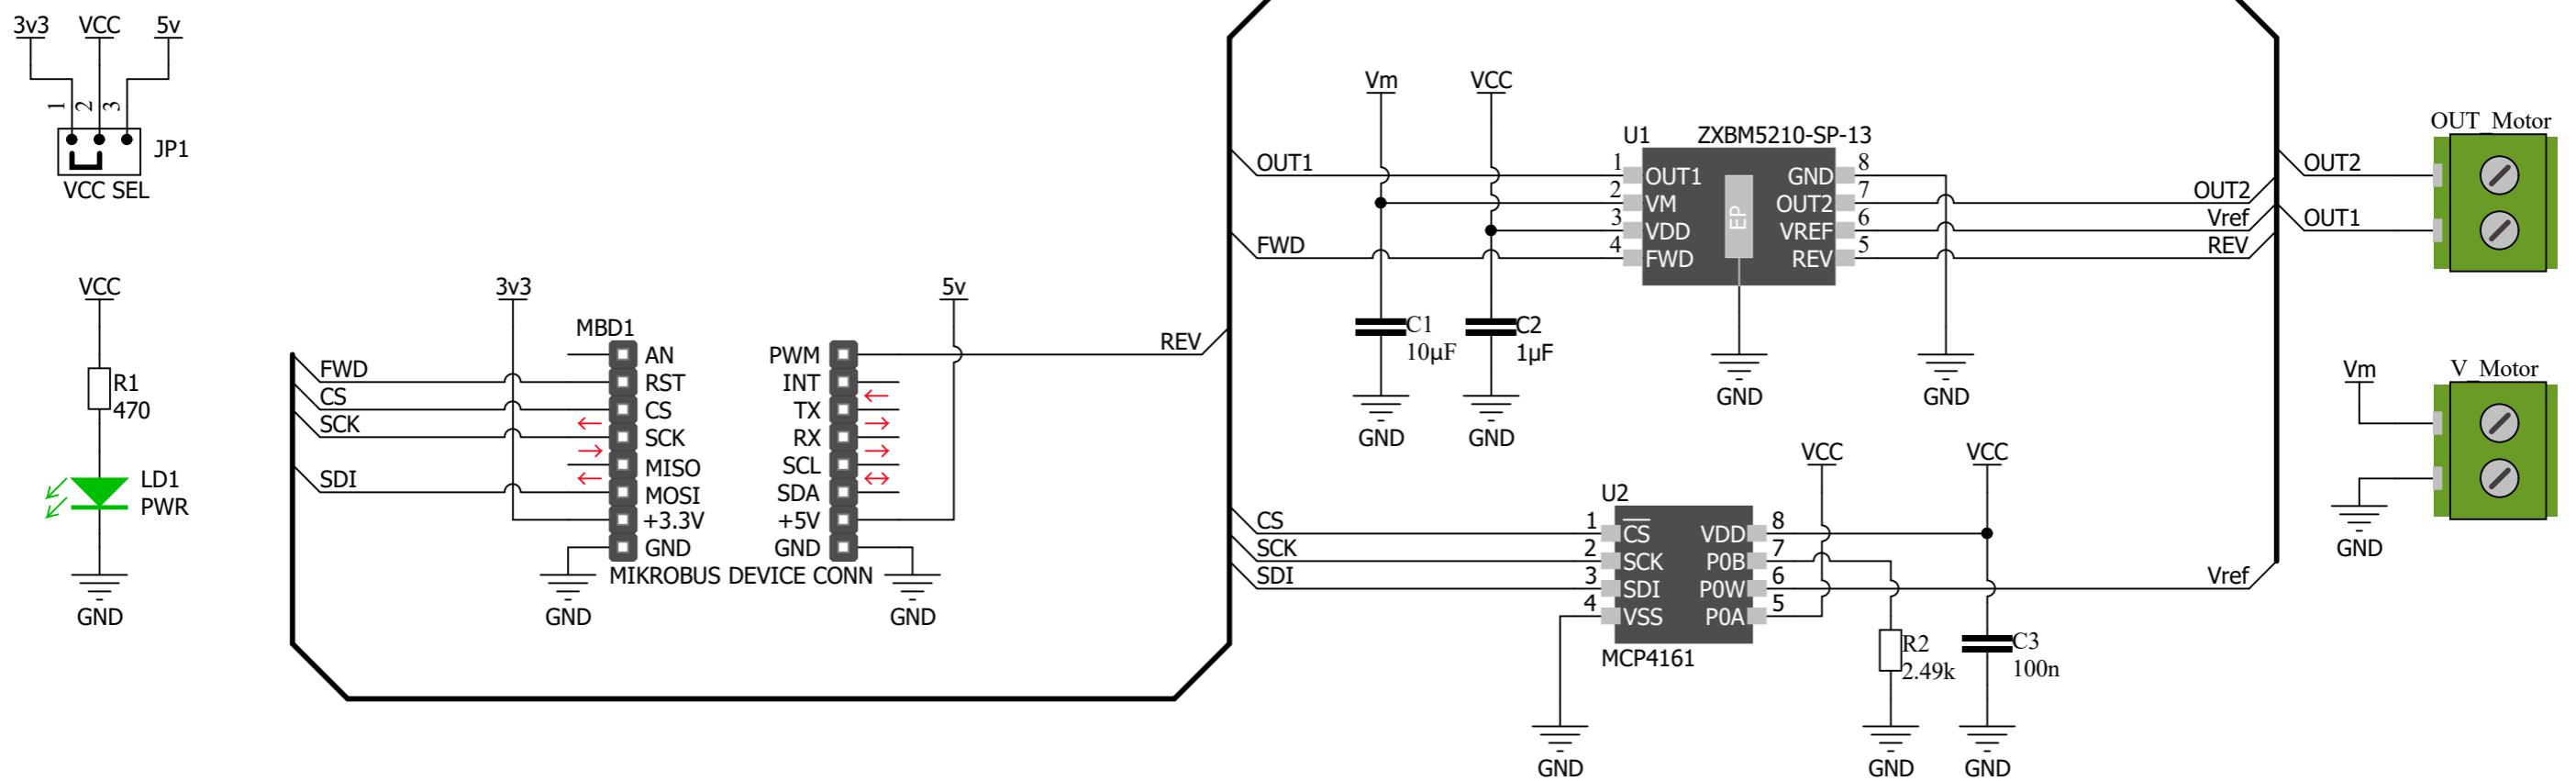 3v3 VCC 5v
1 2 3
JP1
VCC SEL
VCC
R1
470
LD1
PWR
GND
FWD
CS
SCK
SDI
3v3
MBD1
AN
RST
CS
SCK
MISO
MOSI
+3.3V
GND
PWM
INT
TX
RX
SCL
SDA
+5V
GND
MIKROBUS DEVICE CONN
GND
GND
5v
REV
OUT1
FWD
Vm
VCC
C1
10µF
GND
C2
1µF
GND
U1 ZXBM5210-SP-13
1 OUT1
2 VM
3 VDD
4 FWD
EP
GND 8
OUT2 7
VREF 6
REV 5
GND
GND
OUT2
Vref
REV
OUT2
OUT1
OUT_Motor
Vm
V_Motor
GND
CS
SCK
SDI
U2
1 CS
2 SCK
3 SDI
4 VSS
VDD 8
P0B 7
P0W 6
P0A 5
MCP4161
VCC
VCC
Vref
R2
2.49k
C3
100n
GND
GND
GND